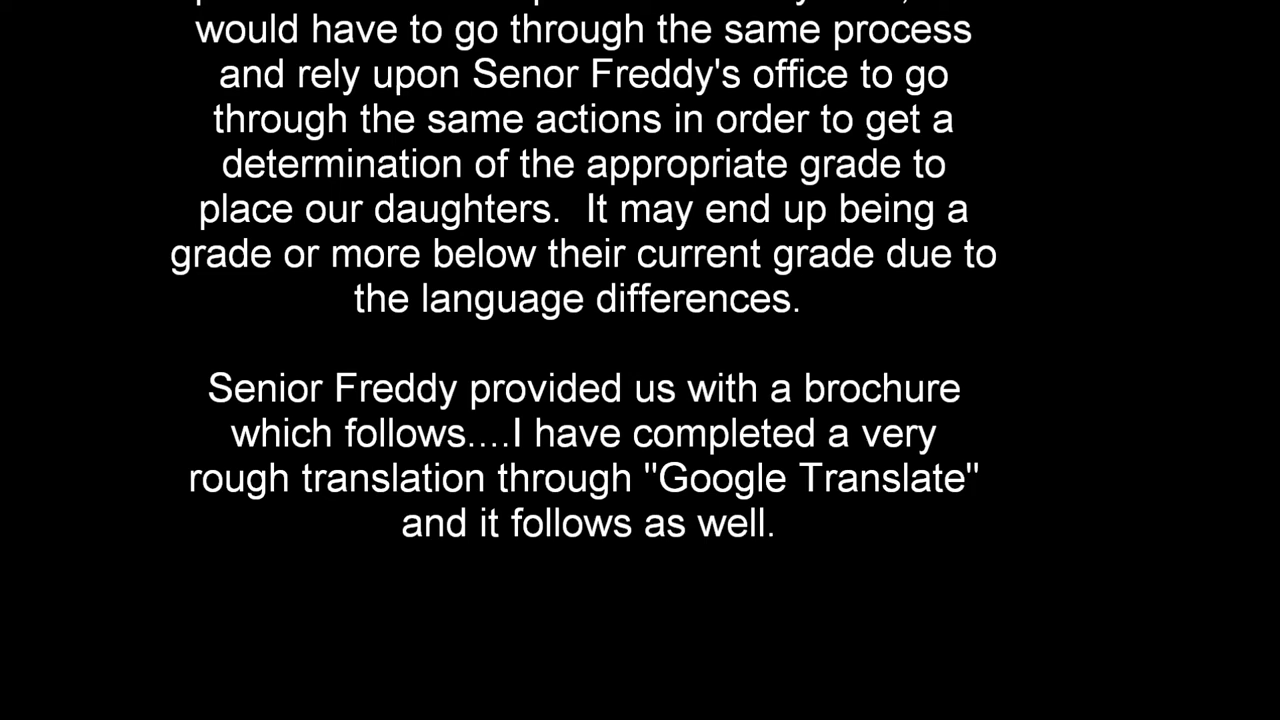 would have to go through the same process
and rely upon Senor Freddy's office to go
through the same actions in order to get a
determination of the appropriate grade to
place our daughters.  It may end up being a
grade or more below their current grade due to
the language differences.
Senior Freddy provided us with a brochure
which follows....I have completed a very
rough translation through "Google Translate"
and it follows as well.